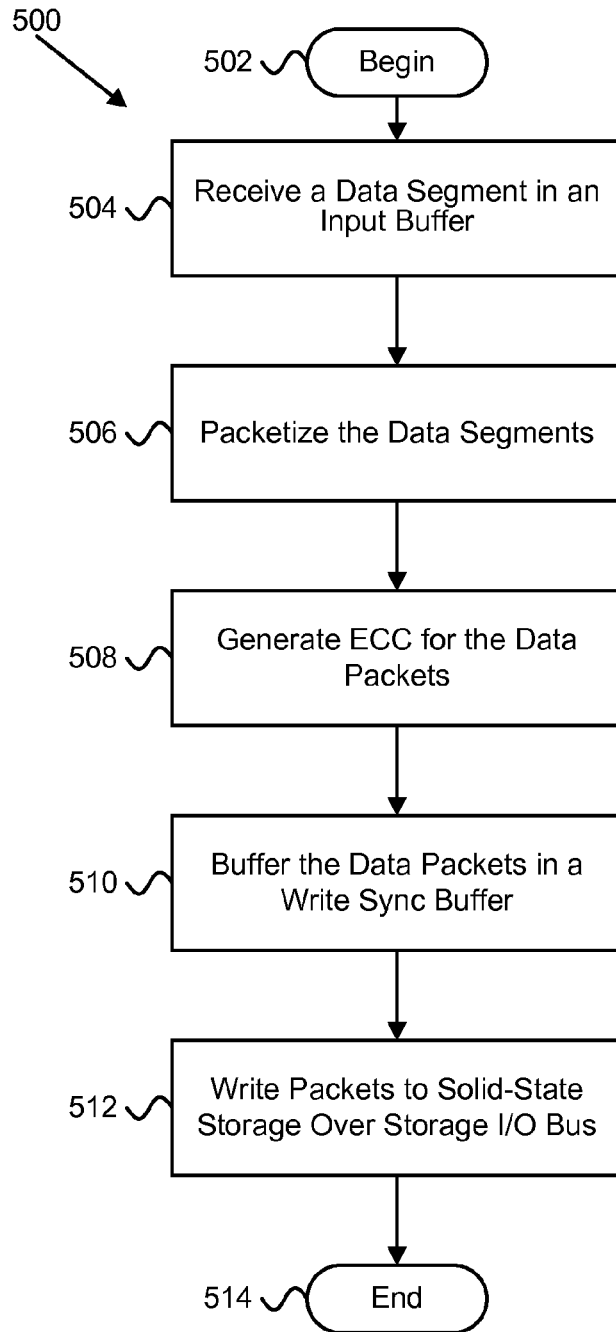 500
502
Begin
504
Receive a Data Segment in an
Input Buffer
506
Packetize the Data Segments
508
Generate ECC for the Data
Packets
510
Buffer the Data Packets in a
Write Sync Buffer
512
Write Packets to Solid-State
Storage Over Storage I/O Bus
514
End